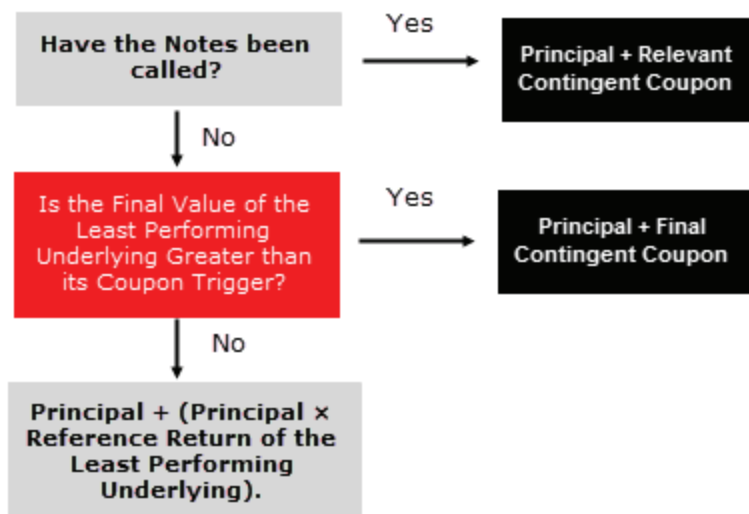 Have the Notes been
called?
Yes
Principal + Relevant
Contingent Coupon
No
Is the Final Value of the
Least Performing
Underlying Greater than
its Coupon Trigger?
Yes
Principal + Final
Contingent Coupon
No
Principal + (Principal ×
Reference Return of the
Least Performing
Underlying).